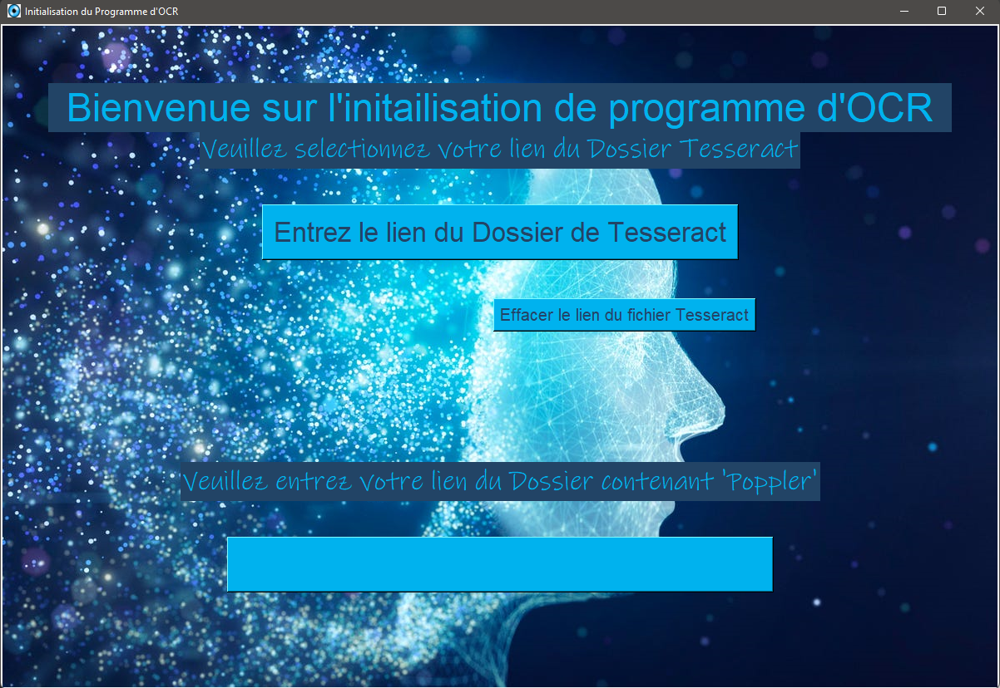 Initialisation du Programme d'OCR
Bienvenue sur l'initailisation de programme d'OCR
Veuillez selectionnez votre lien du Dossier Tesseract
Entrez le lien du Dossier de Tesseract
Effacer le lien du fichier Tesseract
Veuillez entrez votre lien du Dossier contenant 'Poppler'